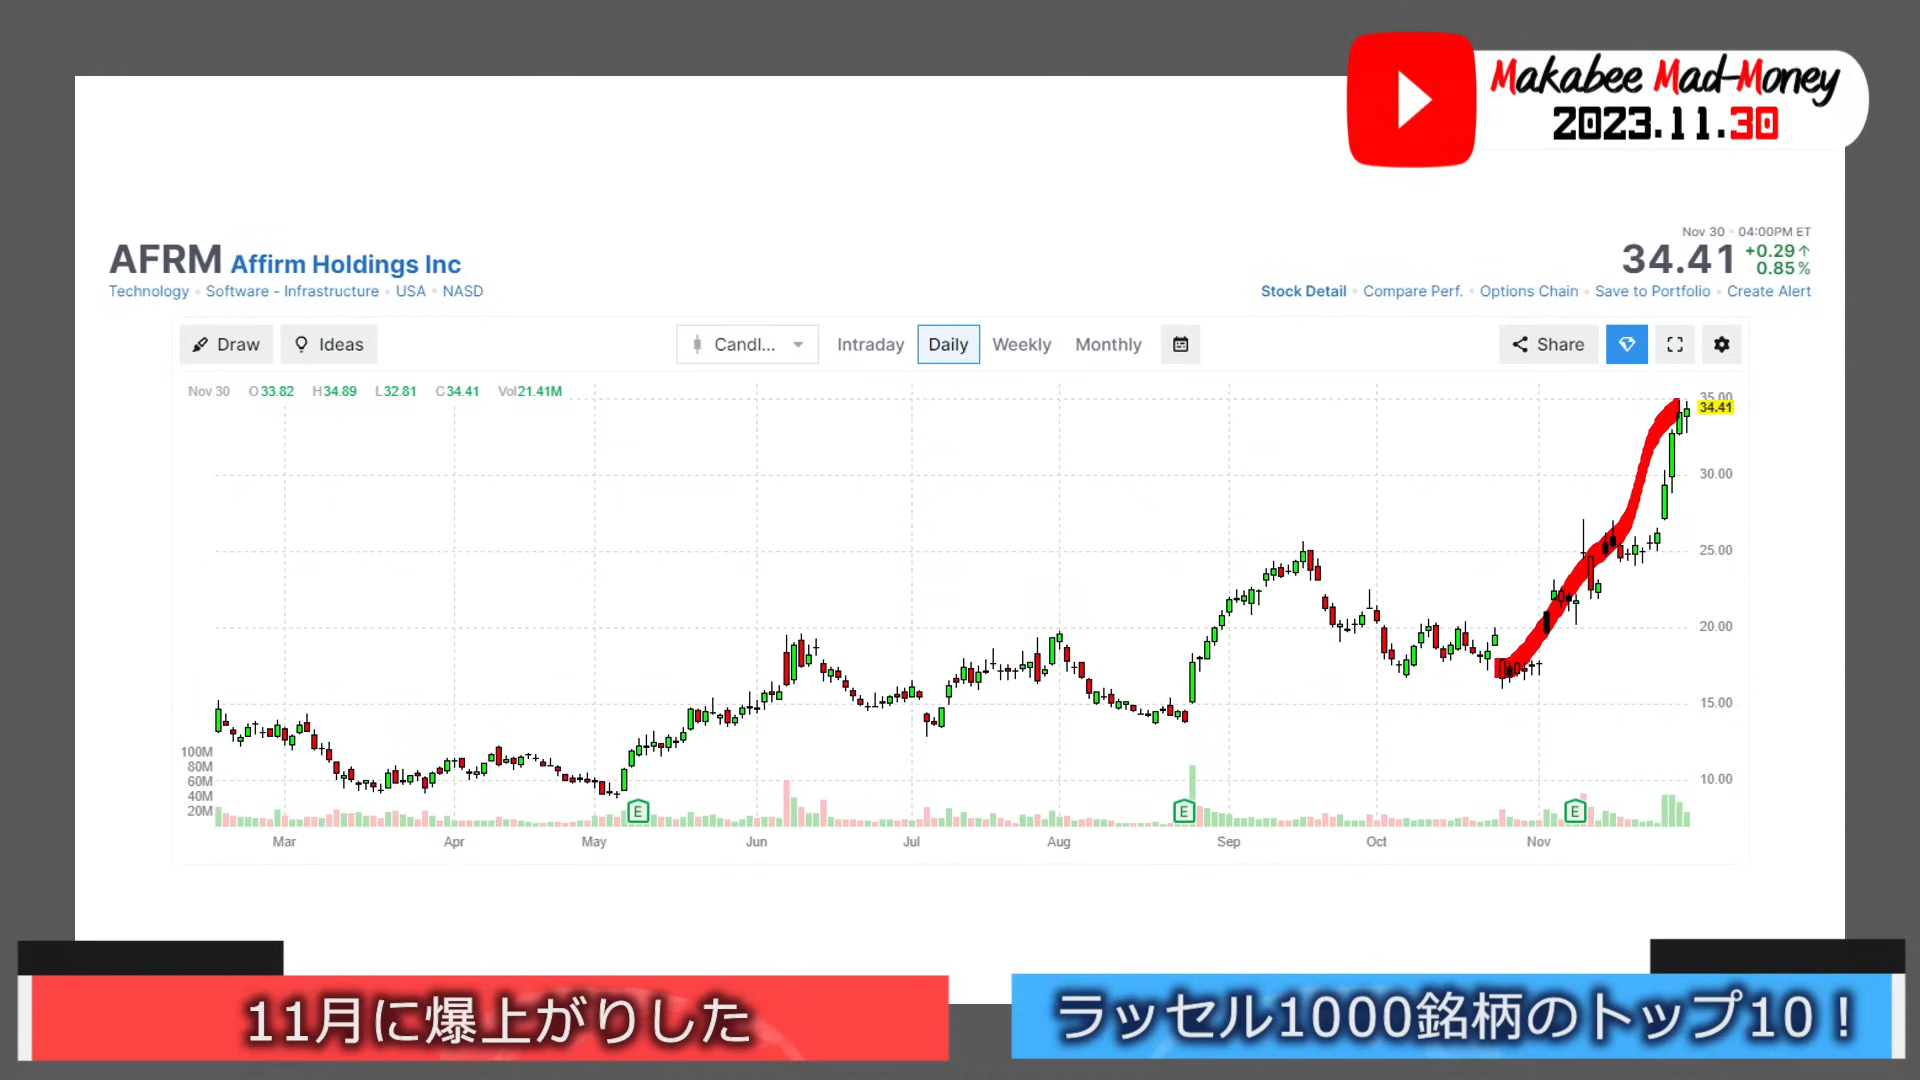 Makabee Mad-Money
2023.11.30
Nov 30 • 04:00PM ET
AFRM Affirm Holdings Inc
34.41 +0.29↑
0.85%
Technology • Software - Infrastructure • USA • NASD
Stock Detail • Compare Perf. • Options Chain • Save to Portfolio • Create Alert
Draw Ideas Candl... Intraday Daily Weekly Monthly Share
Nov 30 O33.82 H34.89 L32.81 C34.41 Vol21.41M
35.00
34.41
30.00
25.00
20.00
15.00
10.00
100M
80M
60M
40M
20M
E E E
Mar Apr May Jun Jul Aug Sep Oct Nov
11月に爆上がりした
ラッセル1000銘柄のトップ10！